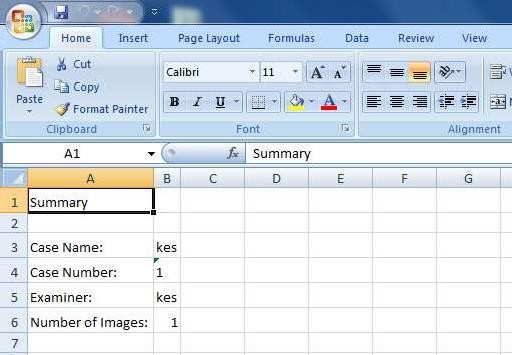 Home Insert Page Layout Formulas Data Review View
Cut
Calibri 11 A A
Copy
Paste
Format Painter
B I U A
Clipboard Font Alignment
A1 fx Summary
A B C D E F G
1 Summary
2
3 Case Name: kes
4 Case Number: 1
5 Examiner: kes
6 Number of Images: 1
7